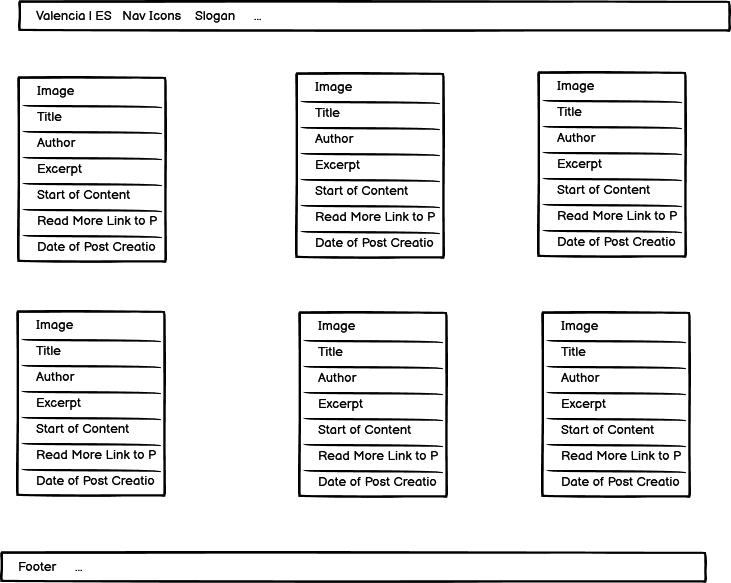 Valencia | ES Nav Icons Slogan ...
Image
Title
Author
Excerpt
Start of Content
Read More Link to P
Date of Post Creatio
Image
Title
Author
Excerpt
Start of Content
Read More Link to P
Date of Post Creatio
Image
Title
Author
Excerpt
Start of Content
Read More Link to P
Date of Post Creatio
Image
Title
Author
Excerpt
Start of Content
Read More Link to P
Date of Post Creatio
Image
Title
Author
Excerpt
Start of Content
Read More Link to P
Date of Post Creatio
Image
Title
Author
Excerpt
Start of Content
Read More Link to P
Date of Post Creatio
Footer ...